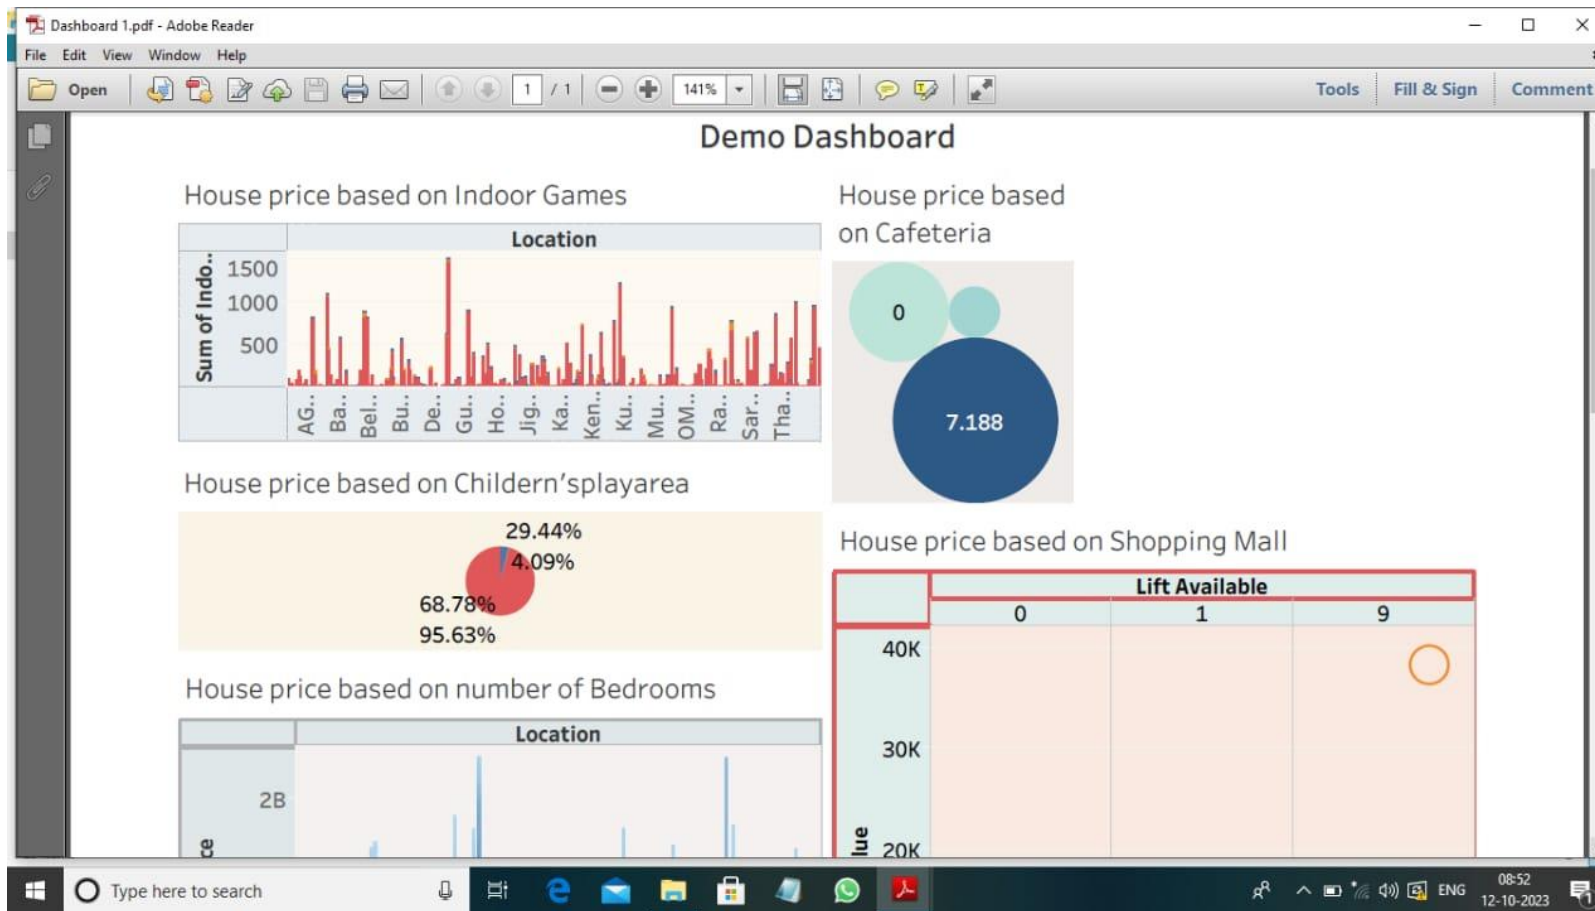 Dashboard 1.pdf - Adobe Reader
File Edit View Window Help
Open 1 / 1 141% Tools Fill & Sign Comment
Demo Dashboard
House price based on Indoor Games
Location
Sum of Indo..
1500
1000
500
AG.. Ba.. Bel.. Bu.. De.. Gu.. Ho.. Jig.. Ka.. Ken.. Ku.. Mu.. OM.. Ra.. Sar.. Tha..
House price based
on Cafeteria
0
7.188
House price based on Childern'splayarea
29.44%
4.09%
68.78%
95.63%
House price based on Shopping Mall
Lift Available
0 1 9
40K
30K
20K
lue
House price based on number of Bedrooms
Location
2B
ce
Type here to search
ENG
08:52
12-10-2023